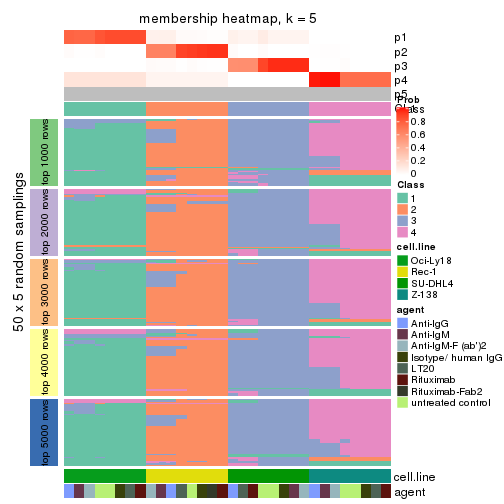 membership heatmap, k = 5
p1
p2
p3
p4
p5
Class
Prob
1
0.8
0.6
0.4
0.2
0
Class
1
2
3
4
cell.line
Oci-Ly18
Rec-1
SU-DHL4
Z-138
agent
Anti-IgG
Anti-IgM
Anti-IgM-F (ab')2
Isotype/ human IgG
LT20
Rituximab
Rituximab-Fab2
untreated control
50 x 5 random samplings
top 1000 rows
top 2000 rows
top 3000 rows
top 4000 rows
top 5000 rows
cell.line
agent